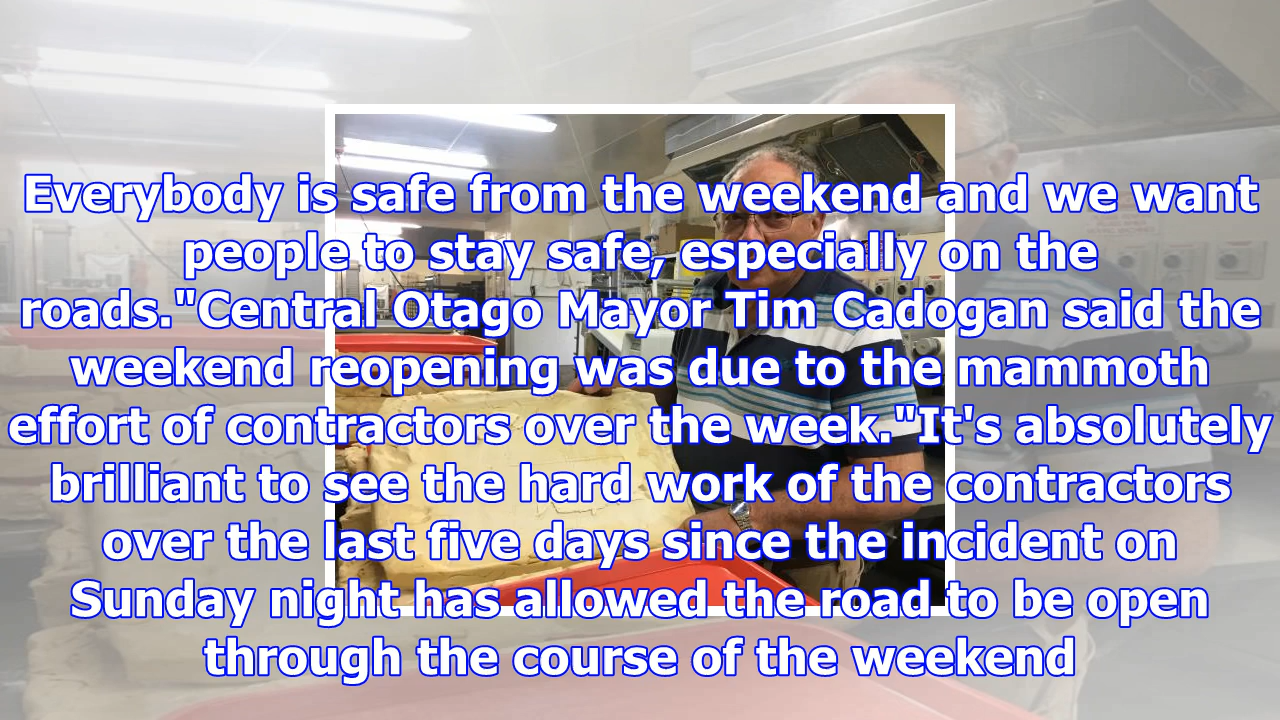 Everybody is safe from the weekend and we want
people to stay safe, especially on the
roads."Central Otago Mayor Tim Cadogan said the
weekend reopening was due to the mammoth
effort of contractors over the week."It's absolutely
brilliant to see the hard work of the contractors
over the last five days since the incident on
Sunday night has allowed the road to be open
through the course of the weekend